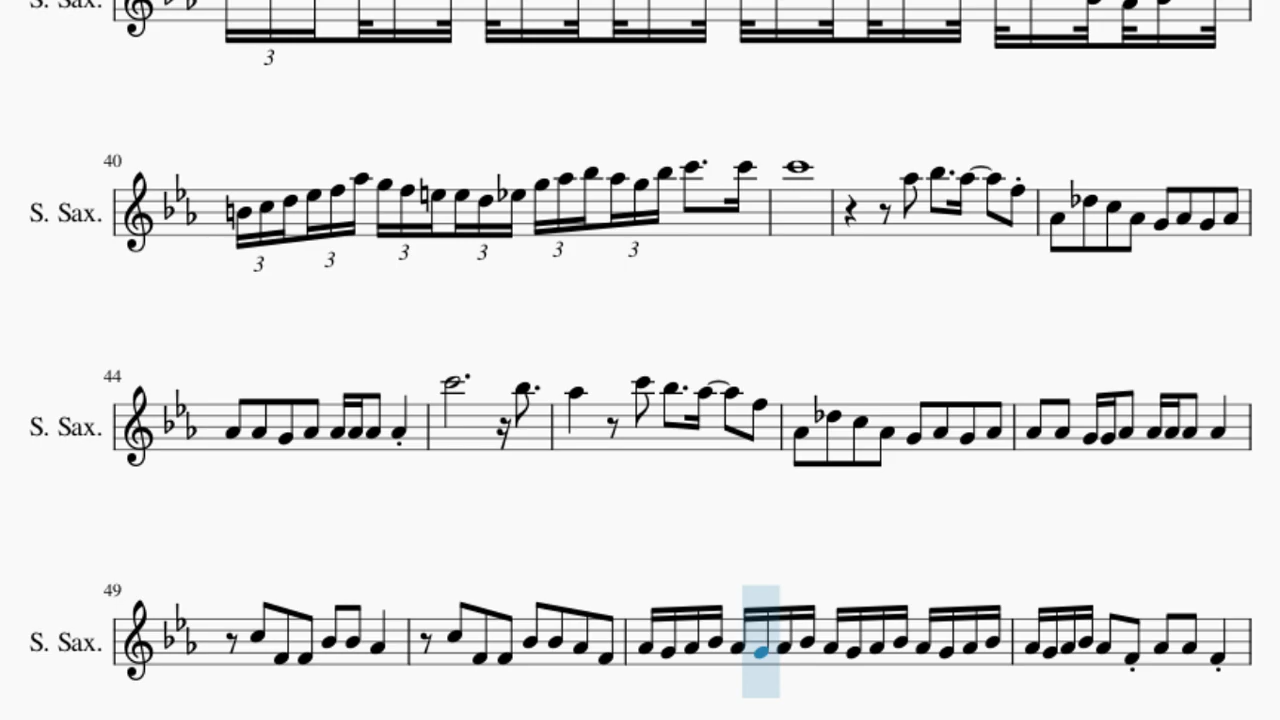 S. Sax.
3
40
S. Sax.
3 3 3 3 3 3
44
S. Sax.
49
S. Sax.